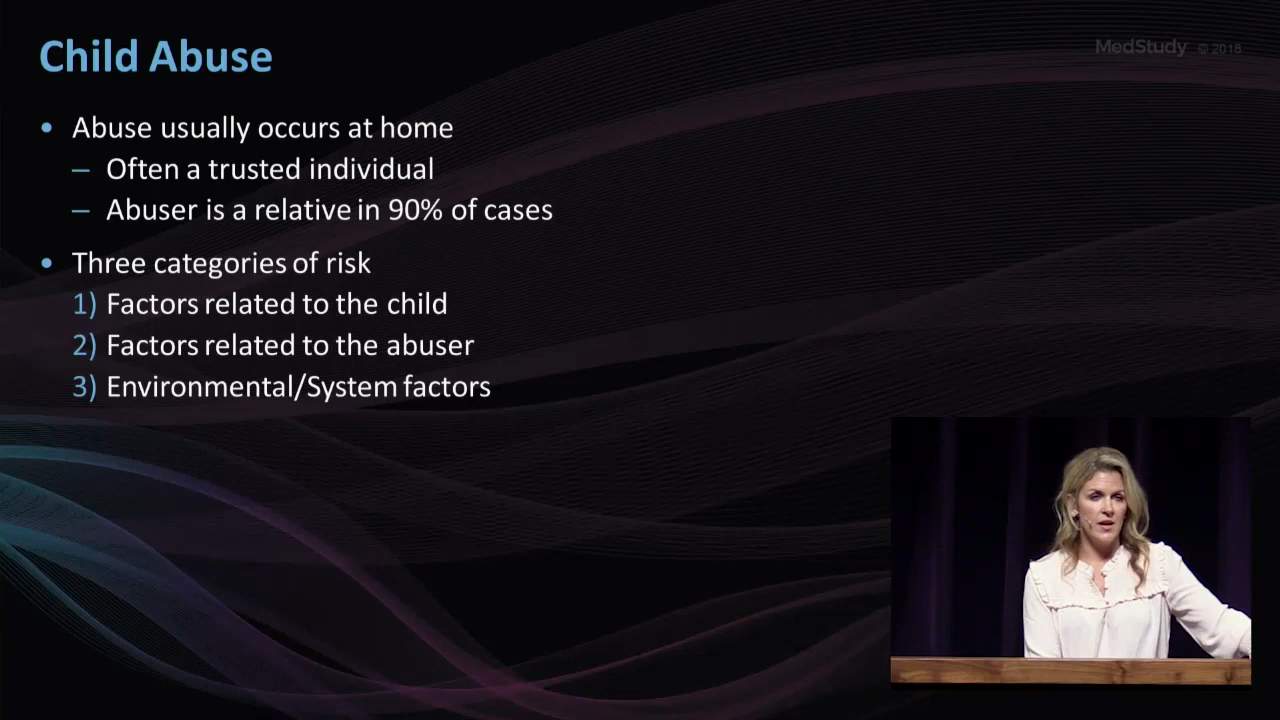 Child Abuse
MedStudy © 2018
• Abuse usually occurs at home
– Often a trusted individual
– Abuser is a relative in 90% of cases
• Three categories of risk
1) Factors related to the child
2) Factors related to the abuser
3) Environmental/System factors